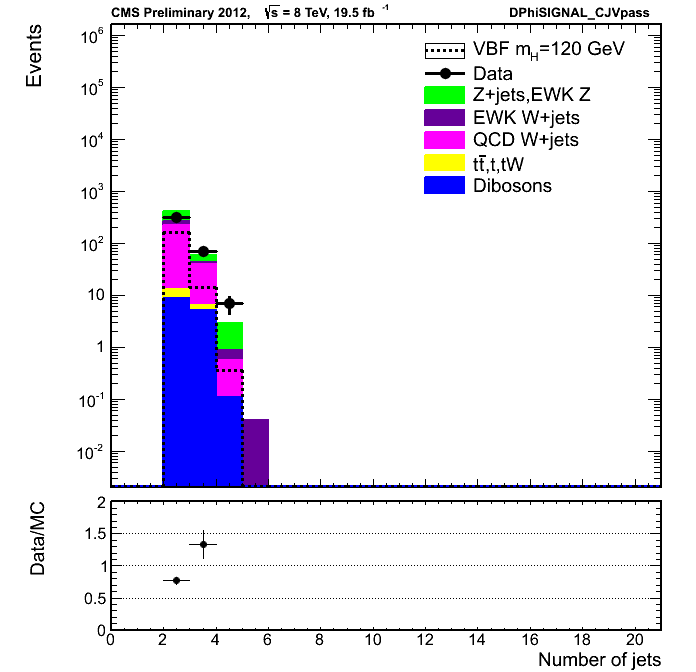 CMS Preliminary 2012, √s = 8 TeV, 19.5 fb⁻¹ DPhiSIGNAL_CJVpass
Events
10⁶
10⁵
10⁴
10³
10²
10
1
10⁻¹
10⁻²
VBF m_H=120 GeV
Data
Z+jets,EWK Z
EWK W+jets
QCD W+jets
tt̄,t,tW
Dibosons
Data/MC
2
1.5
1
0.5
0
0 2 4 6 8 10 12 14 16 18 20
Number of jets